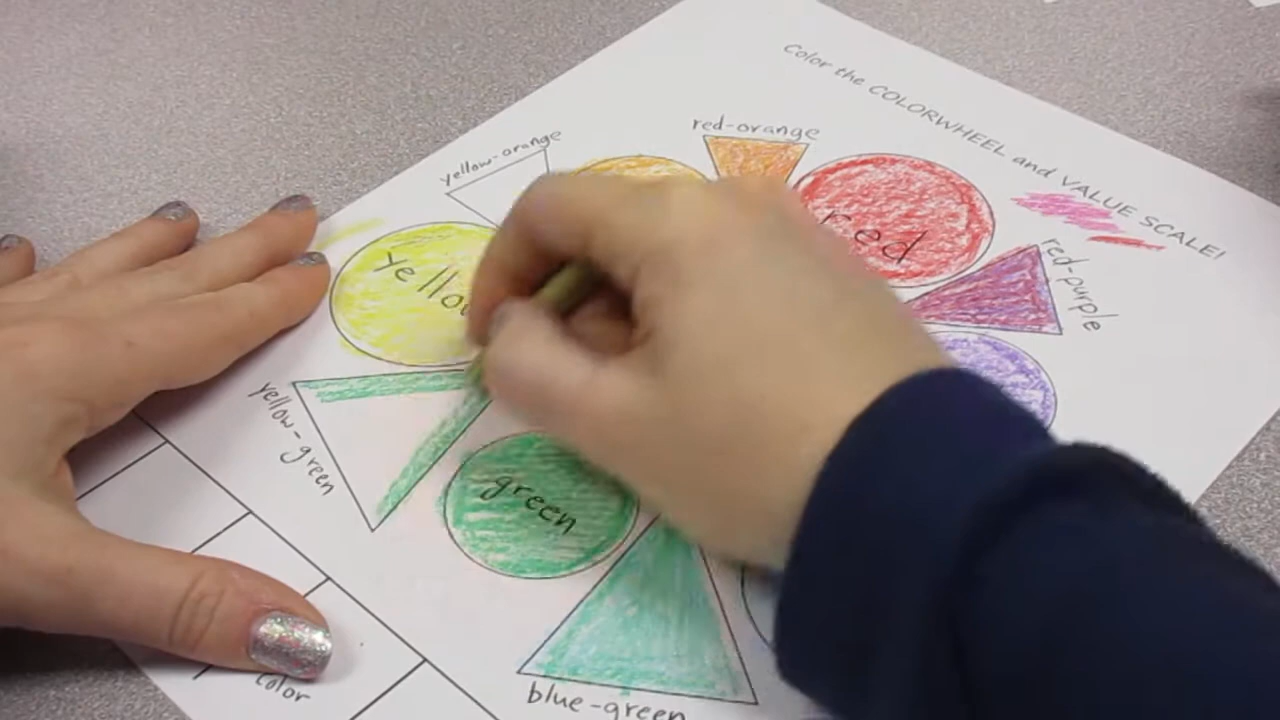 Color the COLORWHEEL and VALUE SCALE!
red-orange
yellow-orange
red
yellow
red-purple
yellow-green
green
blue-green
color